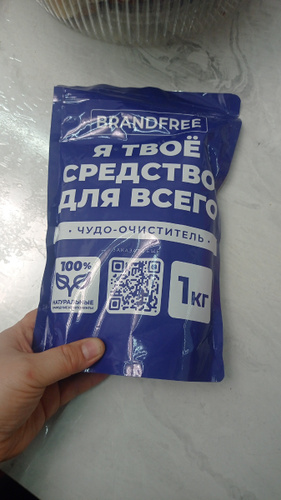 BRANDFREE
Я ТВОЁ
СРЕДСТВО
ДЛЯ ВСЕГО
· ЧУДО-ОЧИСТИТЕЛЬ ·
100%
НАТУРАЛЬНЫЕ
1 КГ